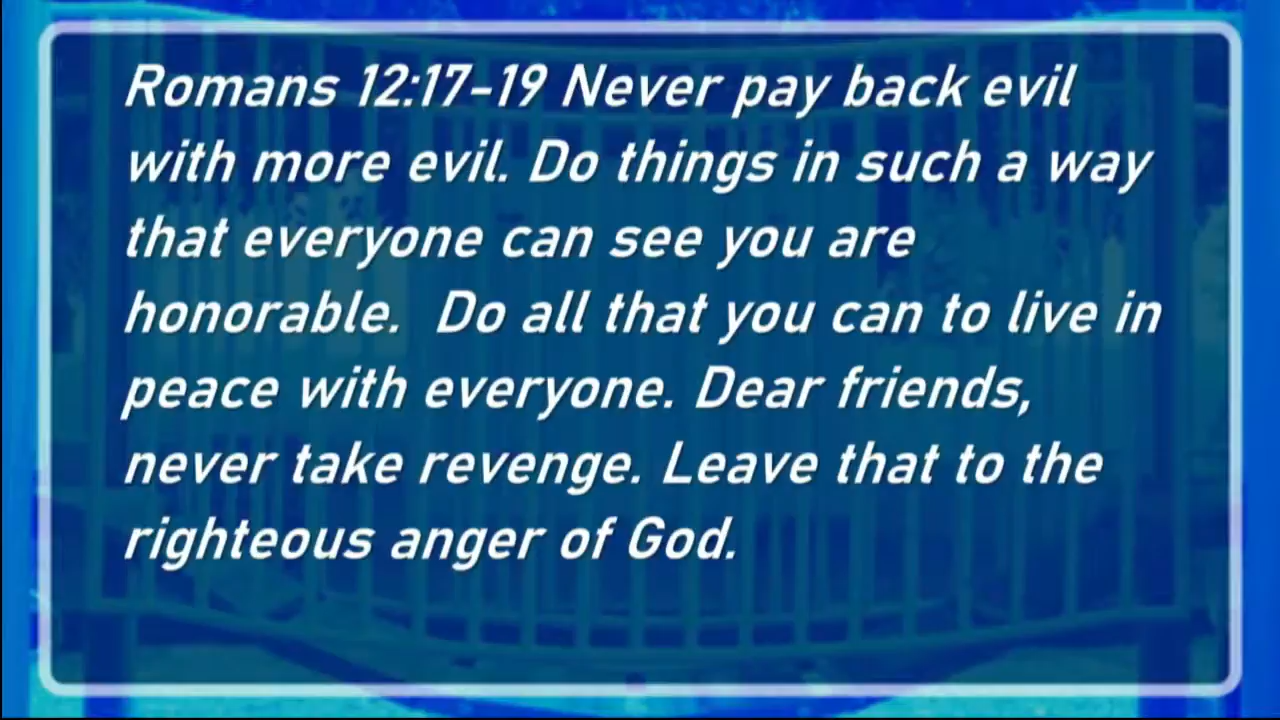 Romans 12:17-19 Never pay back evil
with more evil. Do things in such a way
that everyone can see you are
honorable.  Do all that you can to live in
peace with everyone. Dear friends,
never take revenge. Leave that to the
righteous anger of God.